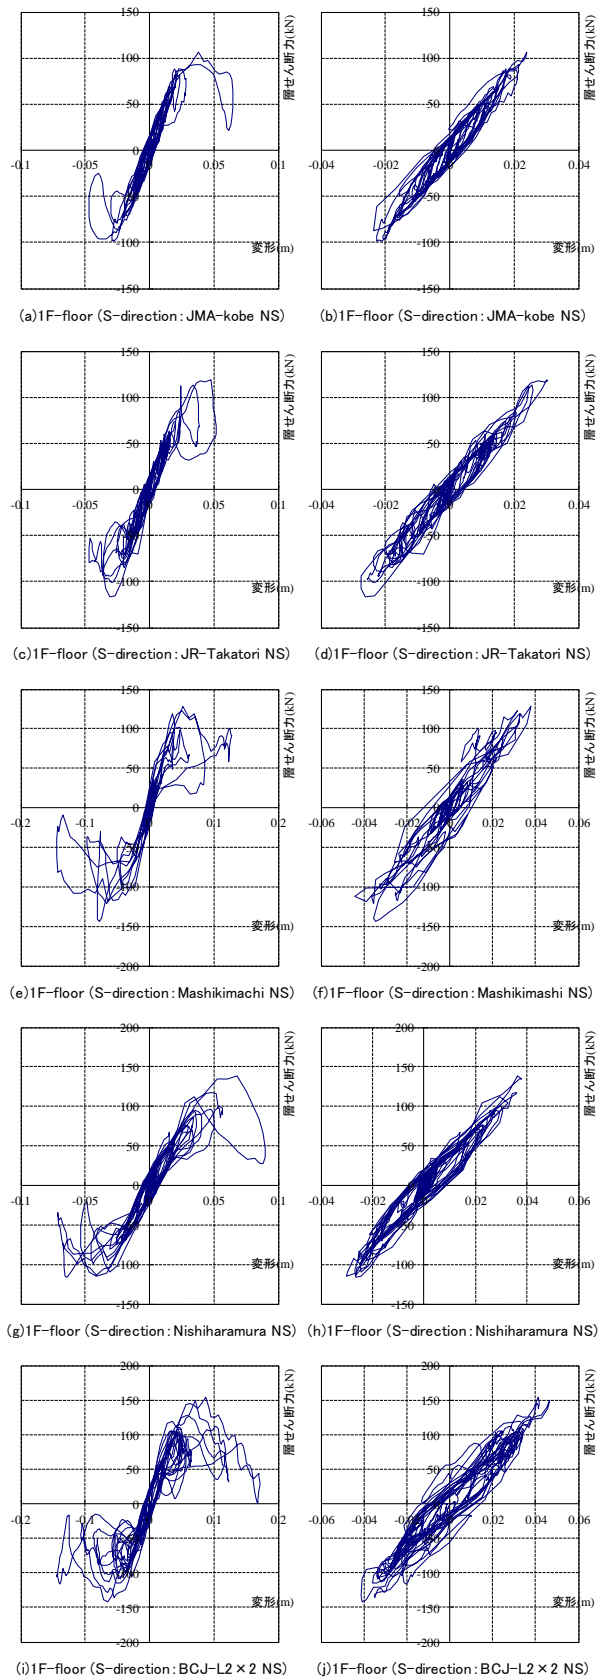 150
100
50
-0.1 -0.05 0 0.05 0.1
-50
-100
-150
層せん断力(kN)
変形(m)
(a)1F-floor (S-direction:JMA-kobe NS)
150
100
50
-0.04 -0.02 0 0.02 0.04
-50
-100
-150
層せん断力(kN)
変形(m)
(b)1F-floor (S-direction:JMA-kobe NS)
150
100
50
-0.1 -0.05 0 0.05 0.1
-50
-100
-150
層せん断力(kN)
変形(m)
(c)1F-floor (S-direction:JR-Takatori NS)
150
100
50
-0.04 -0.02 0 0.02 0.04
-50
-100
-150
層せん断力(kN)
変形(m)
(d)1F-floor (S-direction:JR-Takatori NS)
150
100
50
-0.2 -0.1 0 0.1 0.2
-50
-100
-150
-200
層せん断力(kN)
変形(m)
(e)1F-floor (S-direction:Mashikimachi NS)
150
100
50
-0.06 -0.04 -0.02 0 0.02 0.04 0.06
-50
-100
-150
-200
層せん断力(kN)
変形(m)
(f)1F-floor (S-direction:Mashikimashi NS)
200
150
100
50
-0.1 -0.05 0 0.05 0.1
-50
-100
-150
層せん断力(kN)
変形(m)
(g)1F-floor (S-direction:Nishiharamura NS)
200
150
100
50
-0.04 -0.02 0 0.02 0.04 0.06
-50
-100
-150
層せん断力(kN)
変形(m)
(h)1F-floor (S-direction:Nishiharamura NS)
200
150
100
50
-0.2 -0.1 0 0.1 0.2
-50
-100
-150
-200
層せん断力(kN)
変形(m)
(i)1F-floor (S-direction:BCJ-L2×2 NS)
200
150
100
50
-0.06 -0.04 -0.02 0 0.02 0.04 0.06
-50
-100
-150
-200
層せん断力(kN)
変形(m)
(j)1F-floor (S-direction:BCJ-L2×2 NS)